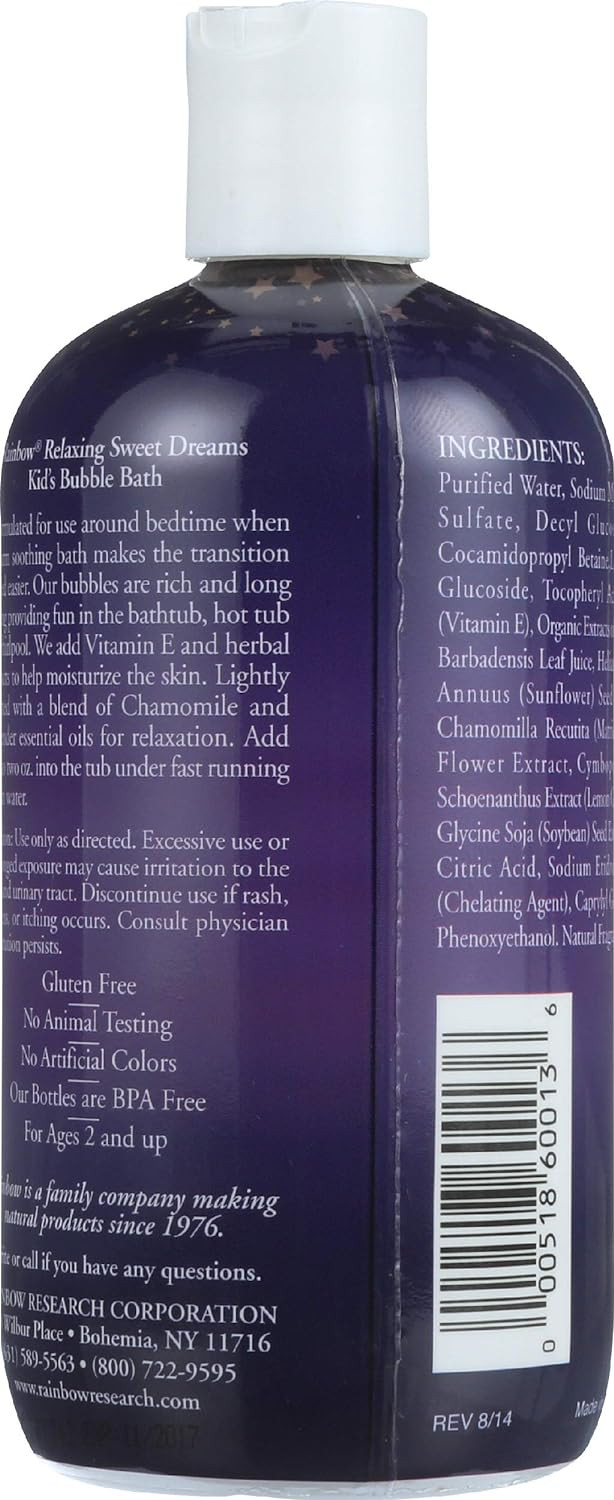 Rainbow® Relaxing Sweet Dreams
Kid's Bubble Bath
for use around bedtime when
soothing bath makes the transition
easier. Our bubbles are rich and long
providing fun in the bathtub, hot tub
We add Vitamin E and herbal
to help moisturize the skin. Lightly
with a blend of Chamomile and
essential oils for relaxation. Add
two oz. into the tub under fast running
water.
Use only as directed. Excessive use or
exposure may cause irritation to the
urinary tract. Discontinue use if rash,
or itching occurs. Consult physician
persists.
Gluten Free
No Animal Testing
No Artificial Colors
Our Bottles are BPA Free
For Ages 2 and up
is a family company making
natural products since 1976.
or call if you have any questions.
RESEARCH CORPORATION
Wilbur Place • Bohemia, NY 11716
589-5563 • (800) 722-9595
www.rainbowresearch.com
11/2017
INGREDIENTS:
Purified Water, Sodium
Sulfate, Decyl
Cocamidopropyl Betaine,
Glucoside, Tocopheryl
(Vitamin E), Organic Extracts
Barbadensis Leaf Juice,
Annuus (Sunflower)
Chamomilla Recutita
Flower Extract,
Schoenanthus Extract
Glycine Soja (Soybean) Seed
Citric Acid, Sodium
(Chelating Agent),
Phenoxyethanol. Natural
0 00518 60013 6
REV 8/14
Made